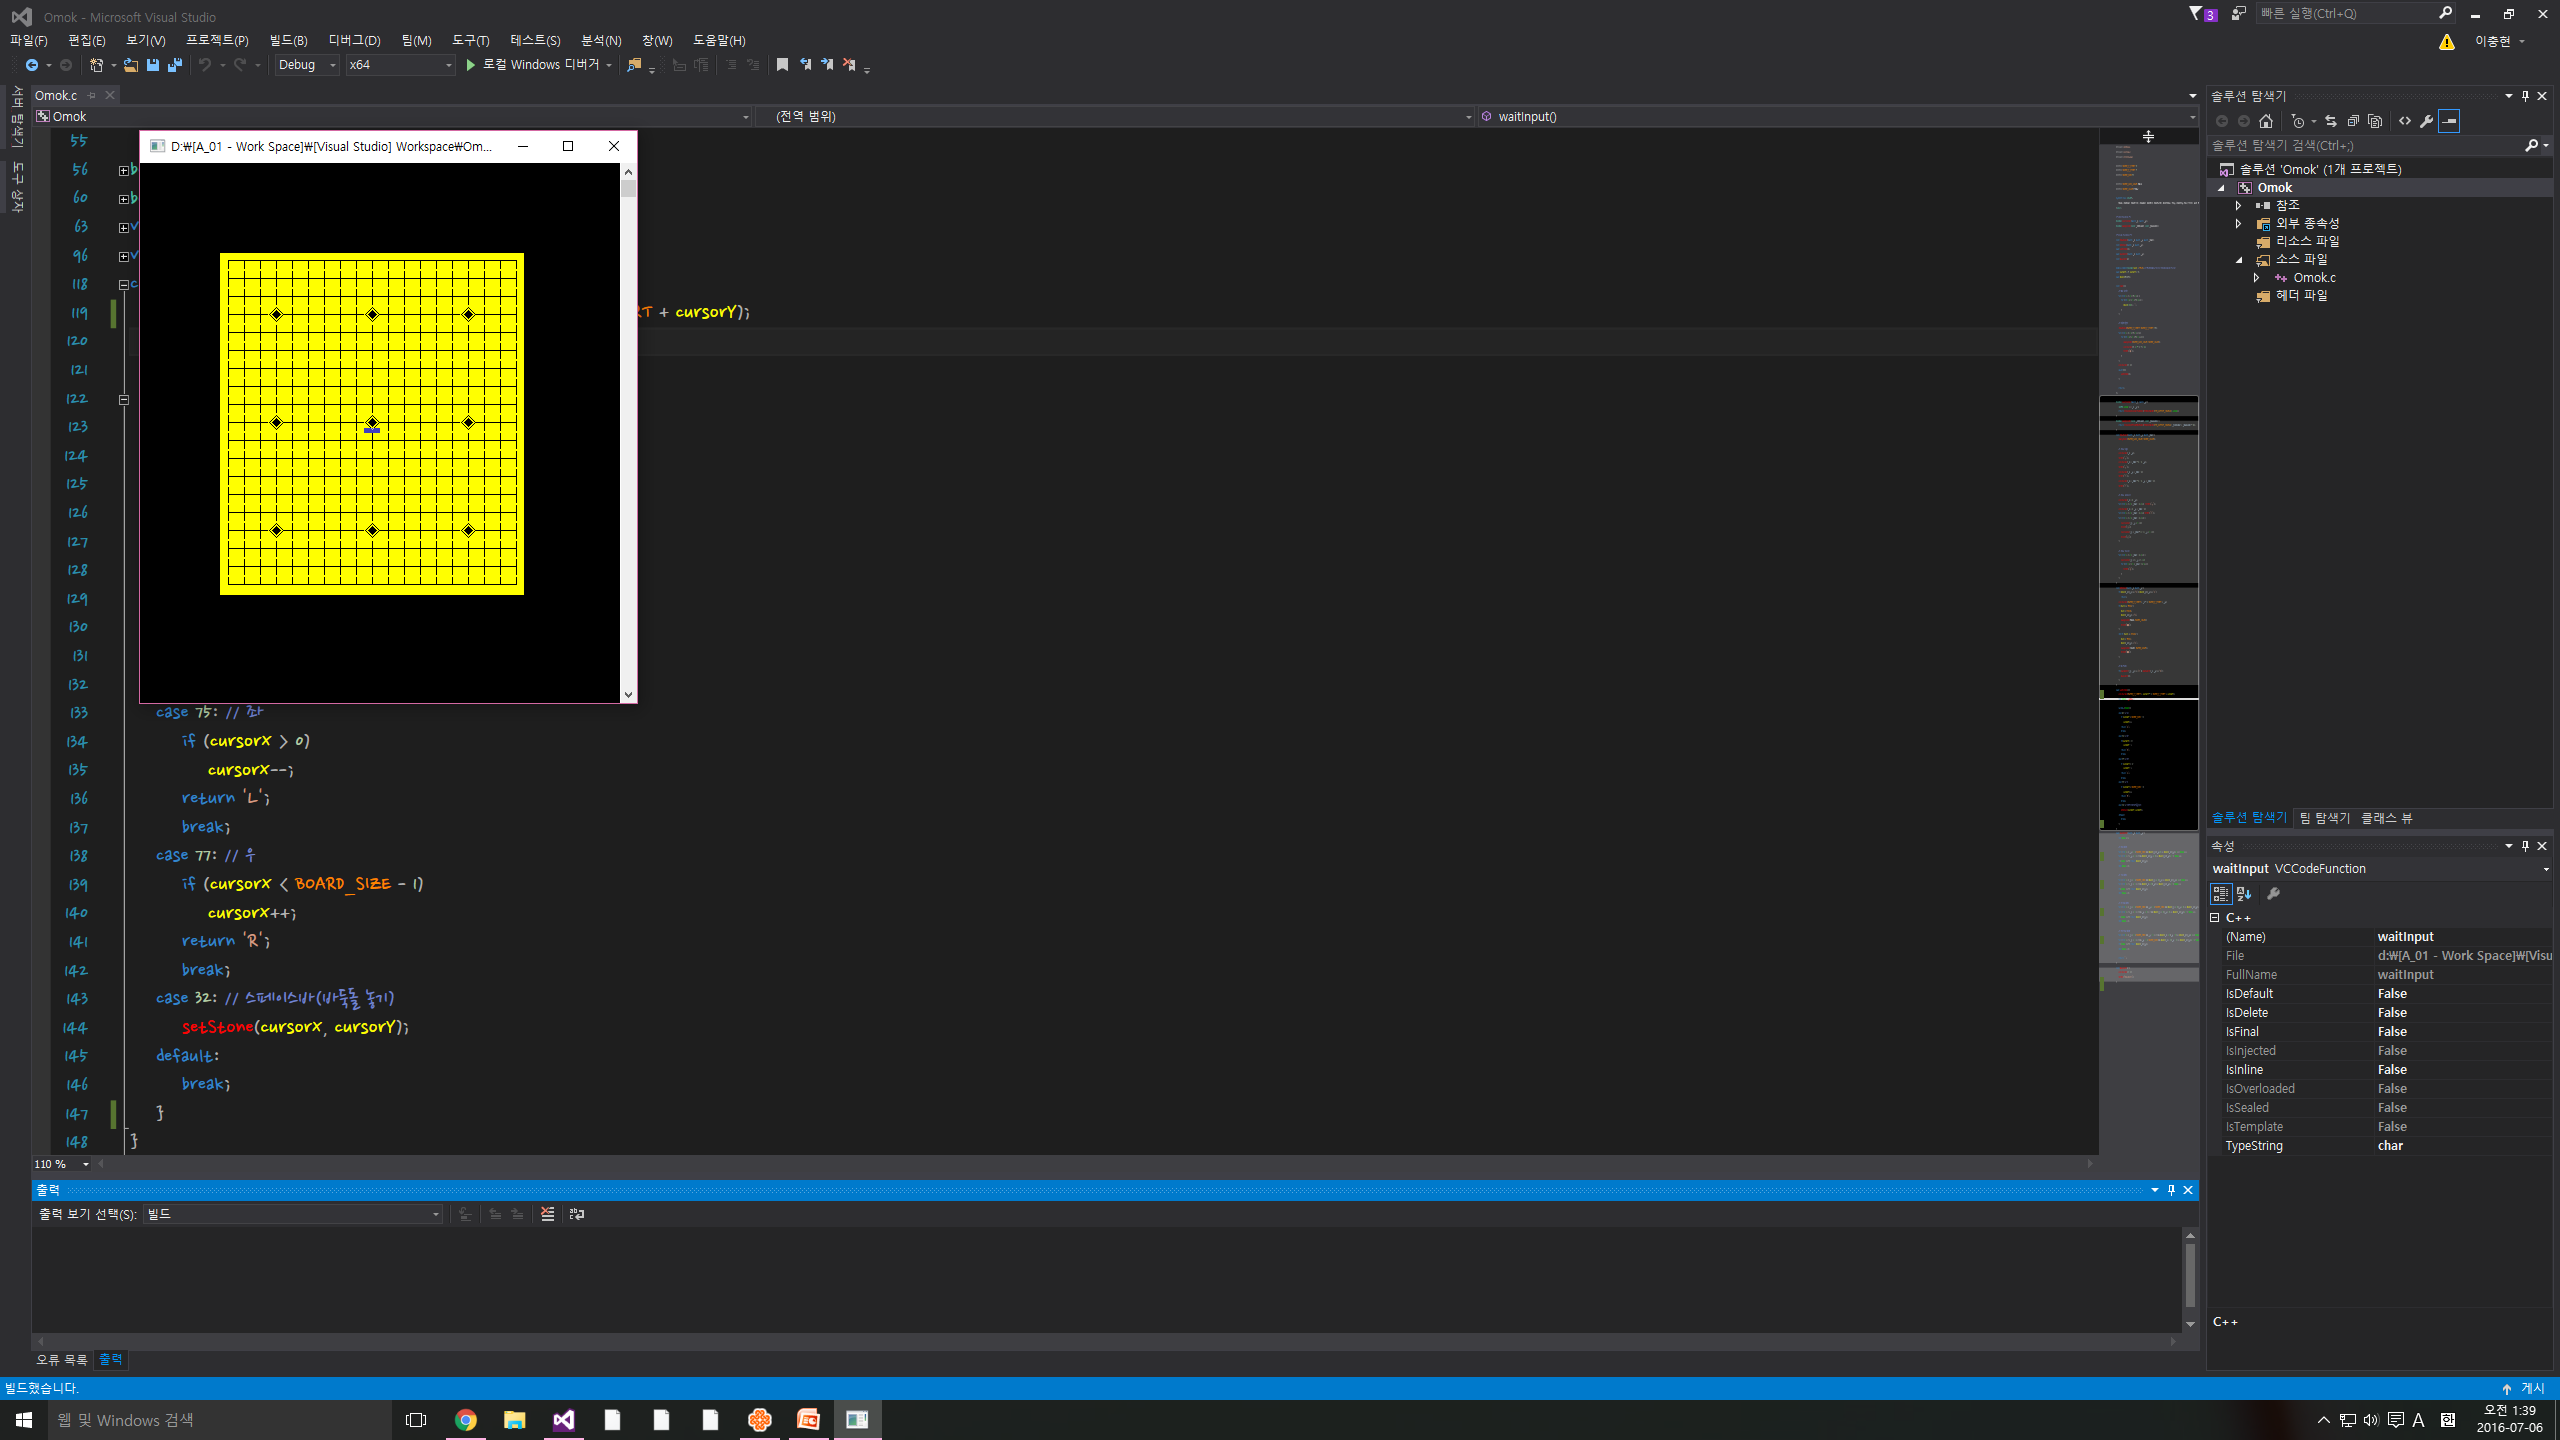 Omok - Microsoft Visual Studio
3
빠른 실행(Ctrl+Q)
파일(F) 편집(E) 보기(V) 프로젝트(P) 빌드(B) 디버그(D) 팀(M) 도구(T) 테스트(S) 분석(N) 창(W) 도움말(H)
이충현
Debug x64 로컬 Windows 디버거
서버 탐색기
도구 상자
Omok.c
Omok (전역 범위) waitInput()
D:\[A_01 - Work Space]\[Visual Studio] Workspace\Om...
55
56 b
60 b
63
96
118 c
119 RT + cursorY);
120
121
122
123
124
125
126
127
128
129
130
131
132
133 case 75: // 좌
134 if (cursorX > 0)
135 cursorX--;
136 return 'L';
137 break;
138 case 77: // 우
139 if (cursorX < BOARD_SIZE - 1)
140 cursorX++;
141 return 'R';
142 break;
143 case 32: // 스페이스바(바둑돌 놓기)
144 setStone(cursorX, cursorY);
145 default:
146 break;
147 }
148 }
110 %
출력
출력 보기 선택(S): 빌드
오류 목록 출력
빌드했습니다.
솔루션 탐색기
솔루션 탐색기 검색(Ctrl+;)
솔루션 'Omok' (1개 프로젝트)
Omok
참조
외부 종속성
리소스 파일
소스 파일
Omok.c
헤더 파일
솔루션 탐색기 팀 탐색기 클래스 뷰
속성
waitInput VCCodeFunction
C++
(Name) waitInput
File d:\[A_01 - Work Space]\[Visu
FullName waitInput
IsDefault False
IsDelete False
IsFinal False
IsInjected False
IsInline False
IsOverloaded False
IsSealed False
IsTemplate False
TypeString char
C++
게시
웹 및 Windows 검색
A 한
오전 1:39
2016-07-06